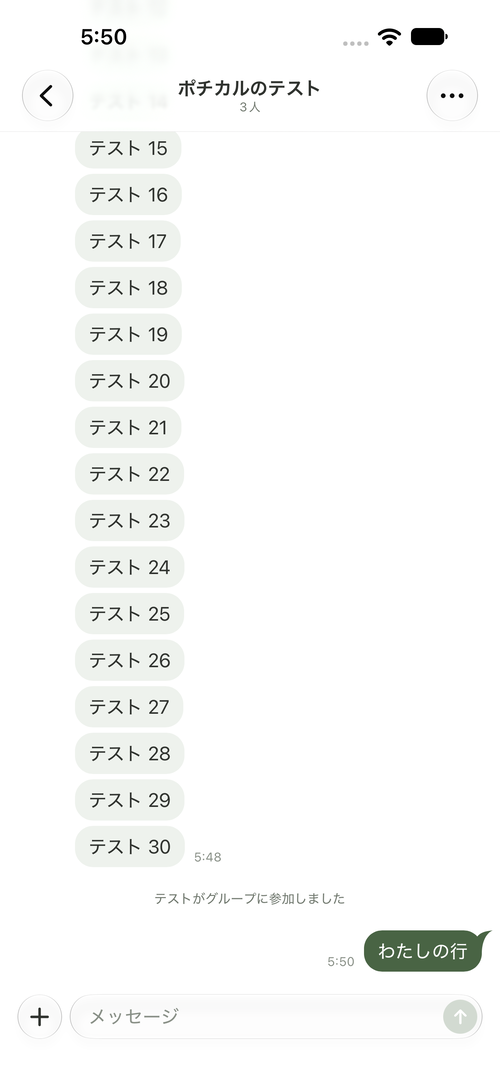 5:50
ポチカルのテスト
3人
テスト 14
テスト 15
テスト 16
テスト 17
テスト 18
テスト 19
テスト 20
テスト 21
テスト 22
テスト 23
テスト 24
テスト 25
テスト 26
テスト 27
テスト 28
テスト 29
テスト 30
5:48
テストがグループに参加しました
5:50
わたしの行
メッセージ